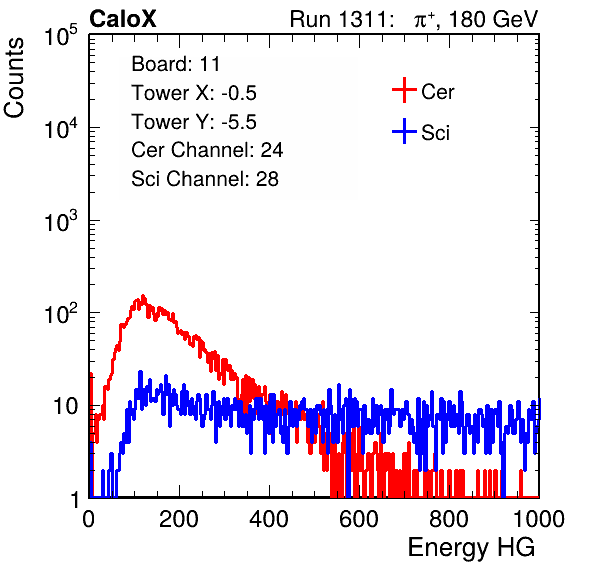 CaloX Run 1311: π⁺, 180 GeV
Counts
10⁵
10⁴
10³
10²
10
1
Board: 11
Tower X: -0.5
Tower Y: -5.5
Cer Channel: 24
Sci Channel: 28
Cer
Sci
0 200 400 600 800 1000
Energy HG